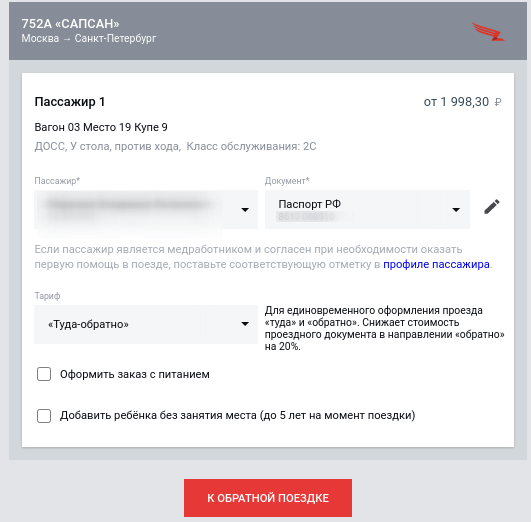 752А «САПСАН»
Москва → Санкт-Петербург
Пассажир 1
от 1 998,30 ₽
Вагон 03 Место 19 Купе 9
ДОСС, У стола, против хода, Класс обслуживания: 2С
Пассажир*
Документ*
Паспорт РФ
Если пассажир является медработником и согласен при необходимости оказать
первую помощь в поезде, поставьте соответствующую отметку в профиле пассажира.
Тариф
«Туда-обратно»
Для единовременного оформления проезда
«туда» и «обратно». Снижает стоимость
проездного документа в направлении «обратно»
на 20%.
Оформить заказ с питанием
Добавить ребёнка без занятия места (до 5 лет на момент поездки)
К ОБРАТНОЙ ПОЕЗДКЕ